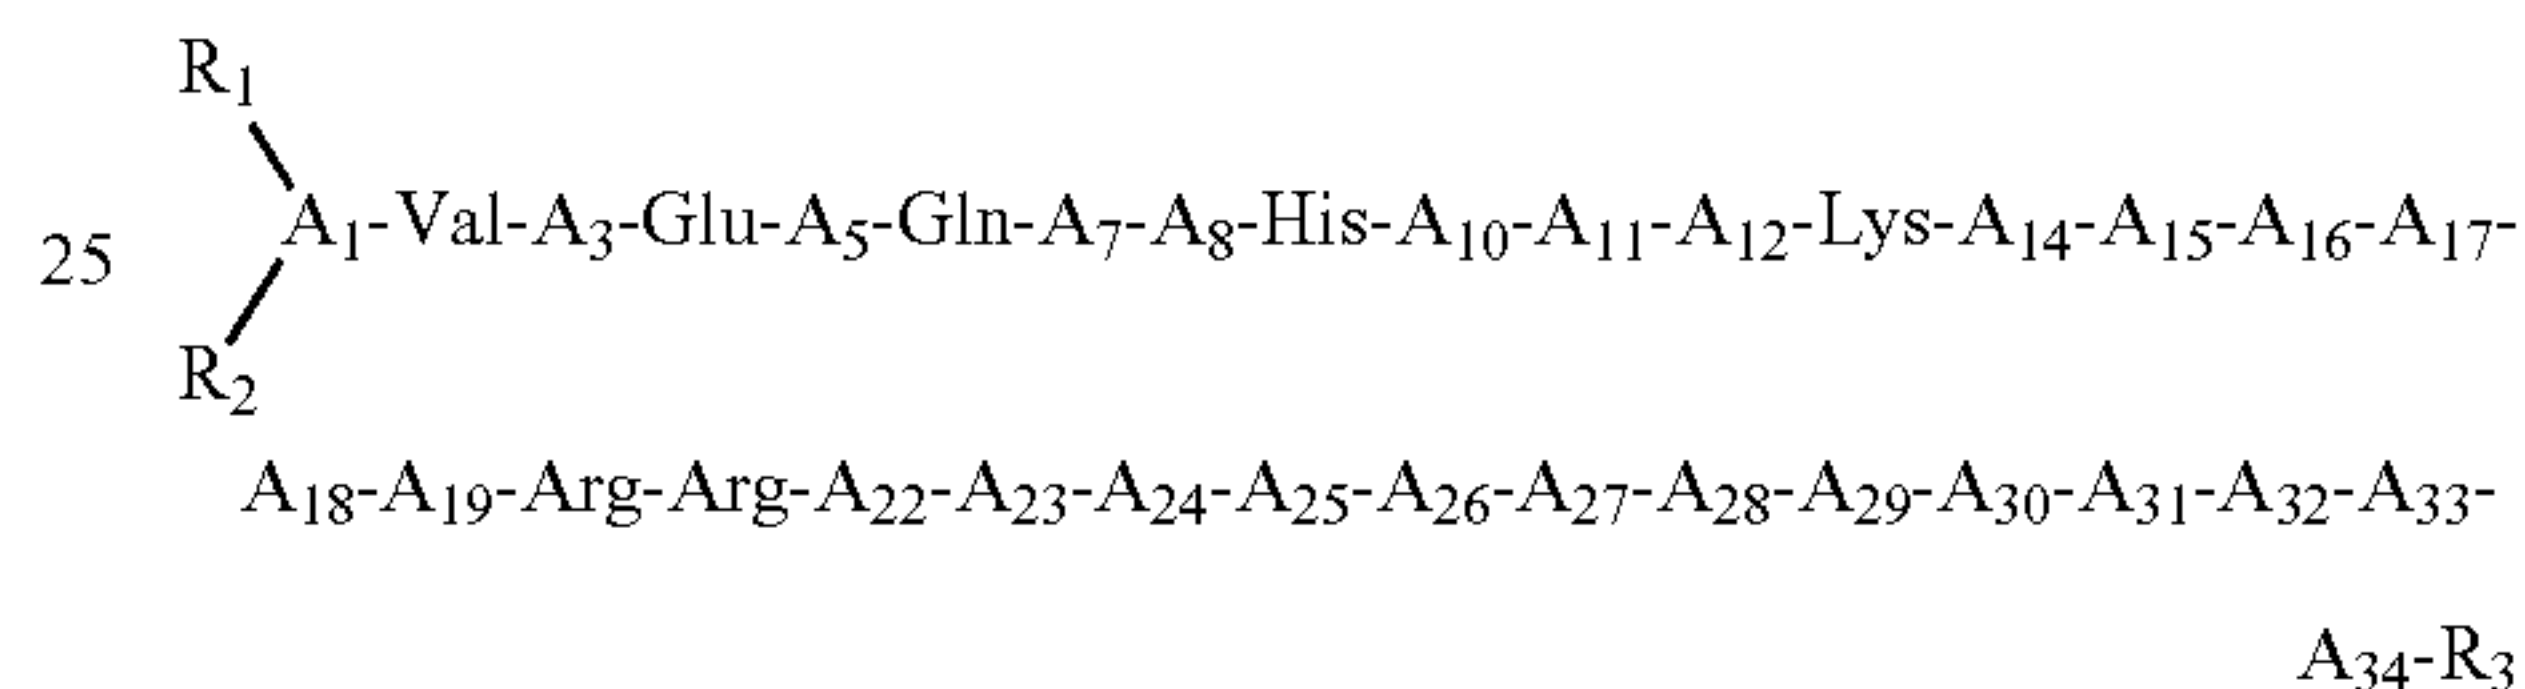 R₁
25 A₁-Val-A₃-Glu-A₅-Gln-A₇-A₈-His-A₁₀-A₁₁-A₁₂-Lys-A₁₄-A₁₅-A₁₆-A₁₇-
R₂
A₁₈-A₁₉-Arg-Arg-A₂₂-A₂₃-A₂₄-A₂₅-A₂₆-A₂₇-A₂₈-A₂₉-A₃₀-A₃₁-A₃₂-A₃₃-
A₃₄-R₃